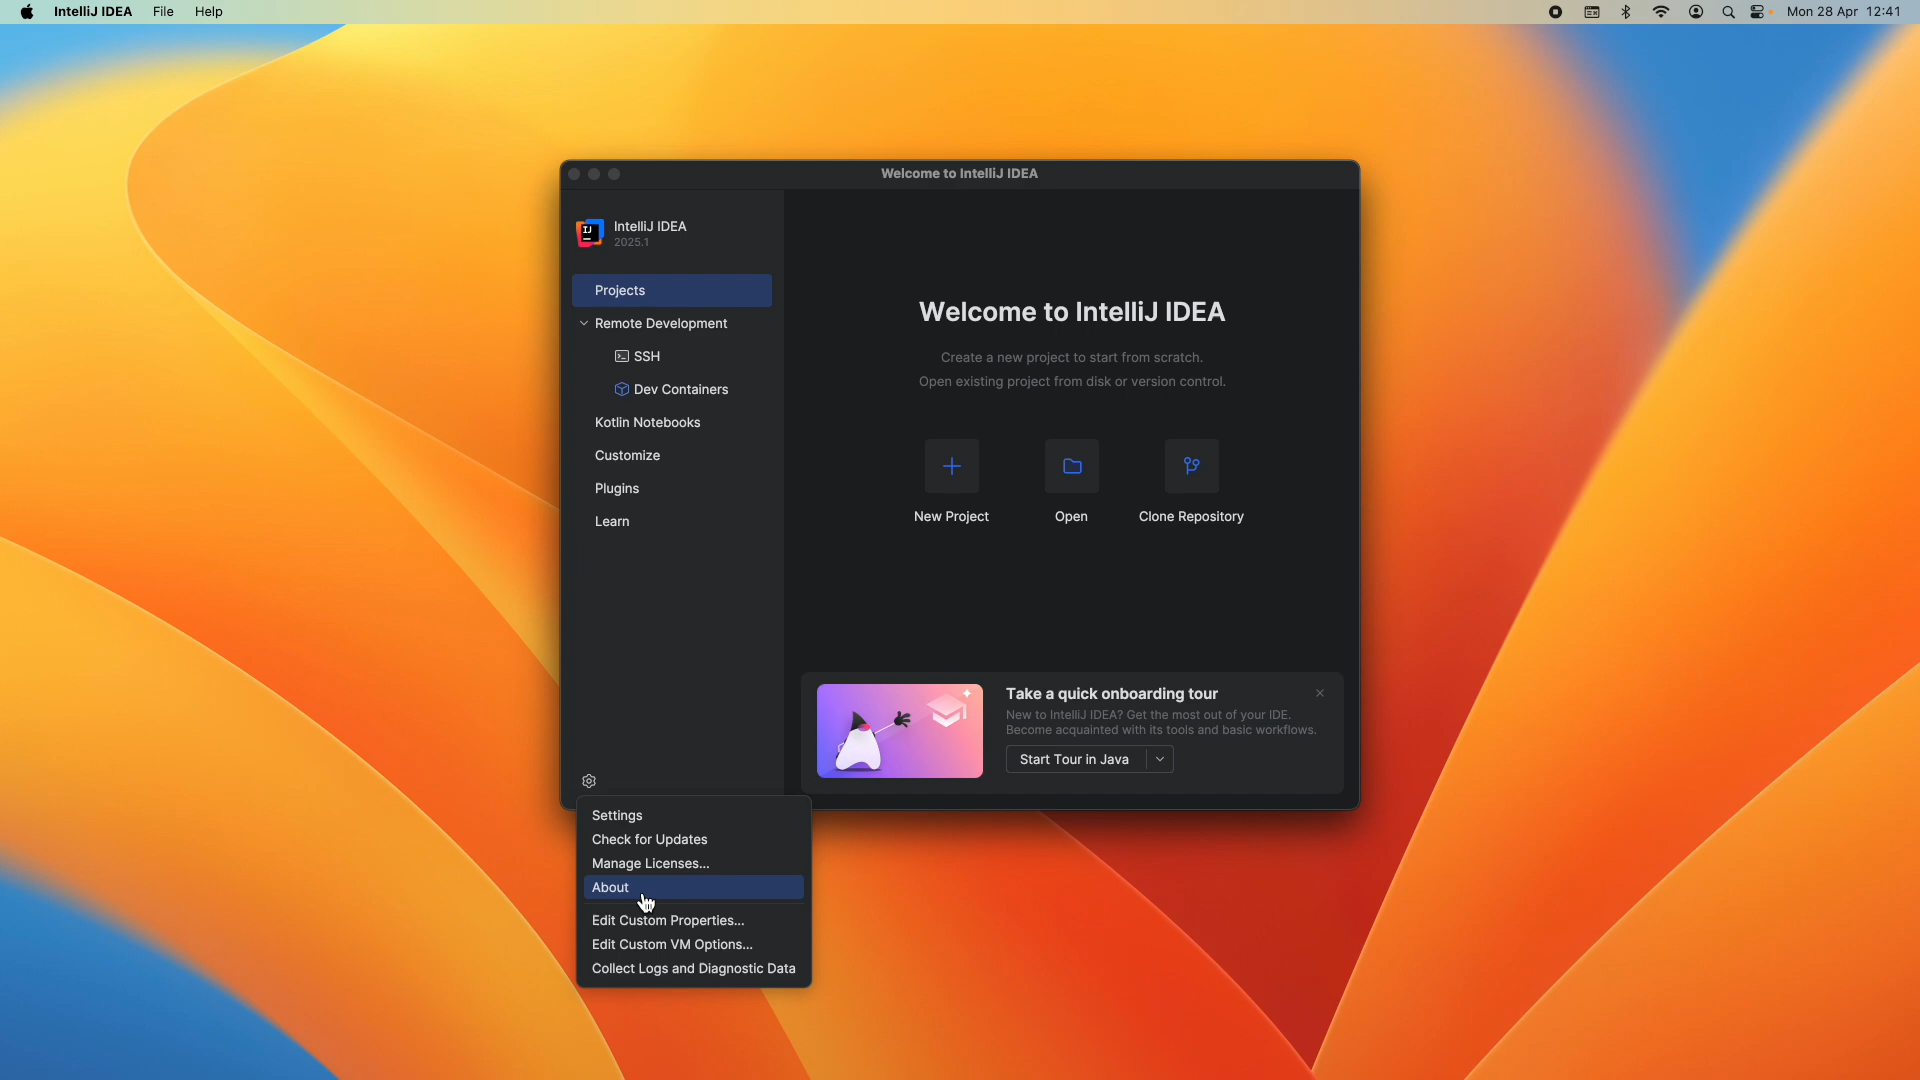 IntelliJ IDEA File Help Mon 28 Apr 12:41
Welcome to IntelliJ IDEA
IJ
IntelliJ IDEA
2025.1
Projects
Remote Development
SSH
Dev Containers
Kotlin Notebooks
Customize
Plugins
Learn
Welcome to IntelliJ IDEA
Create a new project to start from scratch.
Open existing project from disk or version control.
New Project Open Clone Repository
Take a quick onboarding tour
New to IntelliJ IDEA? Get the most out of your IDE.
Become acquainted with its tools and basic workflows.
Start Tour in Java
Settings
Check for Updates
Manage Licenses...
About
Edit Custom Properties...
Edit Custom VM Options...
Collect Logs and Diagnostic Data